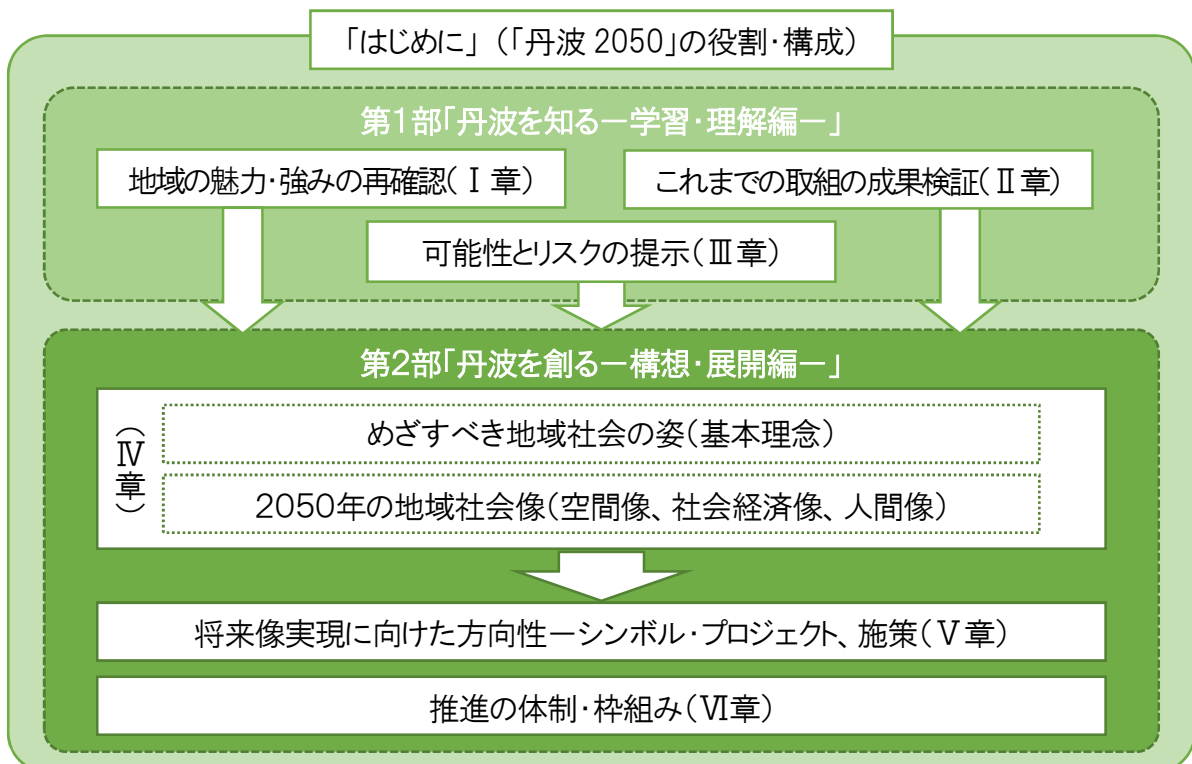 「はじめに」（「丹波 2050」の役割・構成）
第1部「丹波を知る－学習・理解編－」
地域の魅力・強みの再確認（Ⅰ章）
これまでの取組の成果検証（Ⅱ章）
可能性とリスクの提示（Ⅲ章）
第2部「丹波を創る－構想・展開編－」
（Ⅳ章）
めざすべき地域社会の姿（基本理念）
2050年の地域社会像（空間像、社会経済像、人間像）
将来像実現に向けた方向性－シンボル・プロジェクト、施策（Ⅴ章）
推進の体制・枠組み（Ⅵ章）